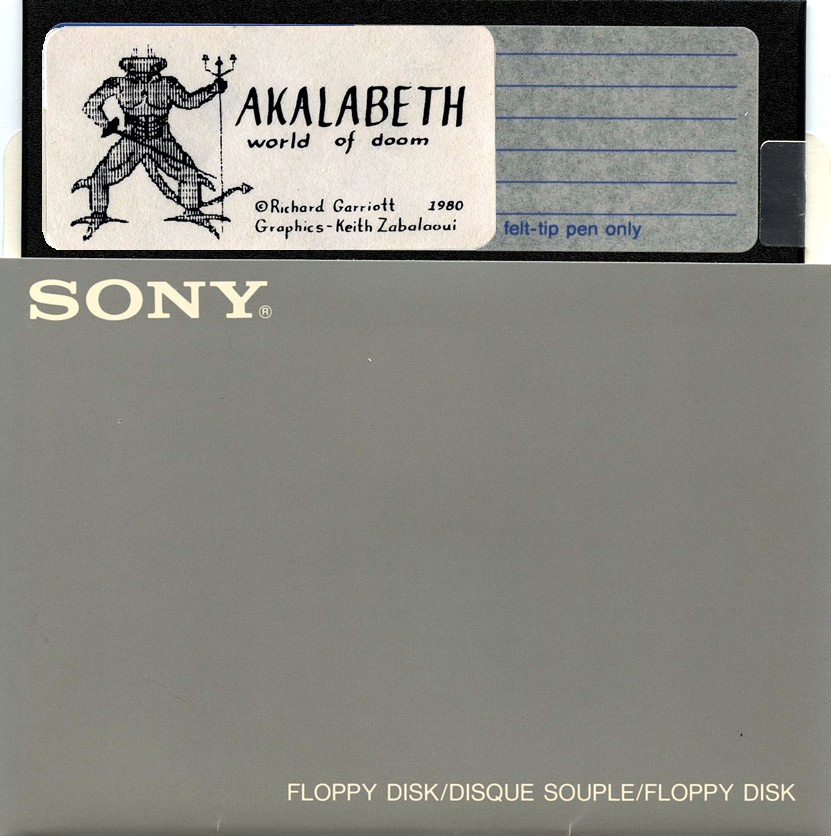 AKALABETH
world of doom
©Richard Garriott 1980
Graphics-Keith Zabalaoui
felt-tip pen only
SONY®
FLOPPY DISK/DISQUE SOUPLE/FLOPPY DISK